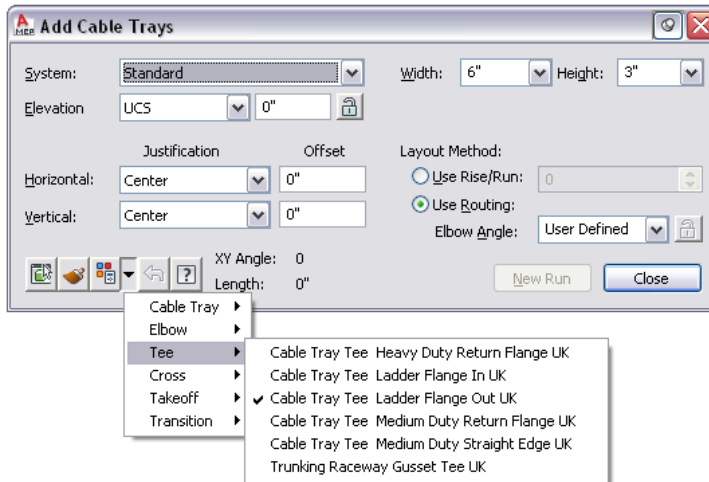 A
MEP
Add Cable Trays
System: Standard Width: 6" Height: 3"
Elevation UCS 0"
Justification Offset Layout Method:
Horizontal: Center 0" Use Rise/Run: 0
Vertical: Center 0" Use Routing:
Elbow Angle: User Defined
XY Angle: 0
Length: 0"
? New Run Close
Cable Tray
Elbow
Tee
Cross
Takeoff
Transition
Cable Tray Tee Heavy Duty Return Flange UK
Cable Tray Tee Ladder Flange In UK
Cable Tray Tee Ladder Flange Out UK
Cable Tray Tee Medium Duty Return Flange UK
Cable Tray Tee Medium Duty Straight Edge UK
Trunking Raceway Gusset Tee UK